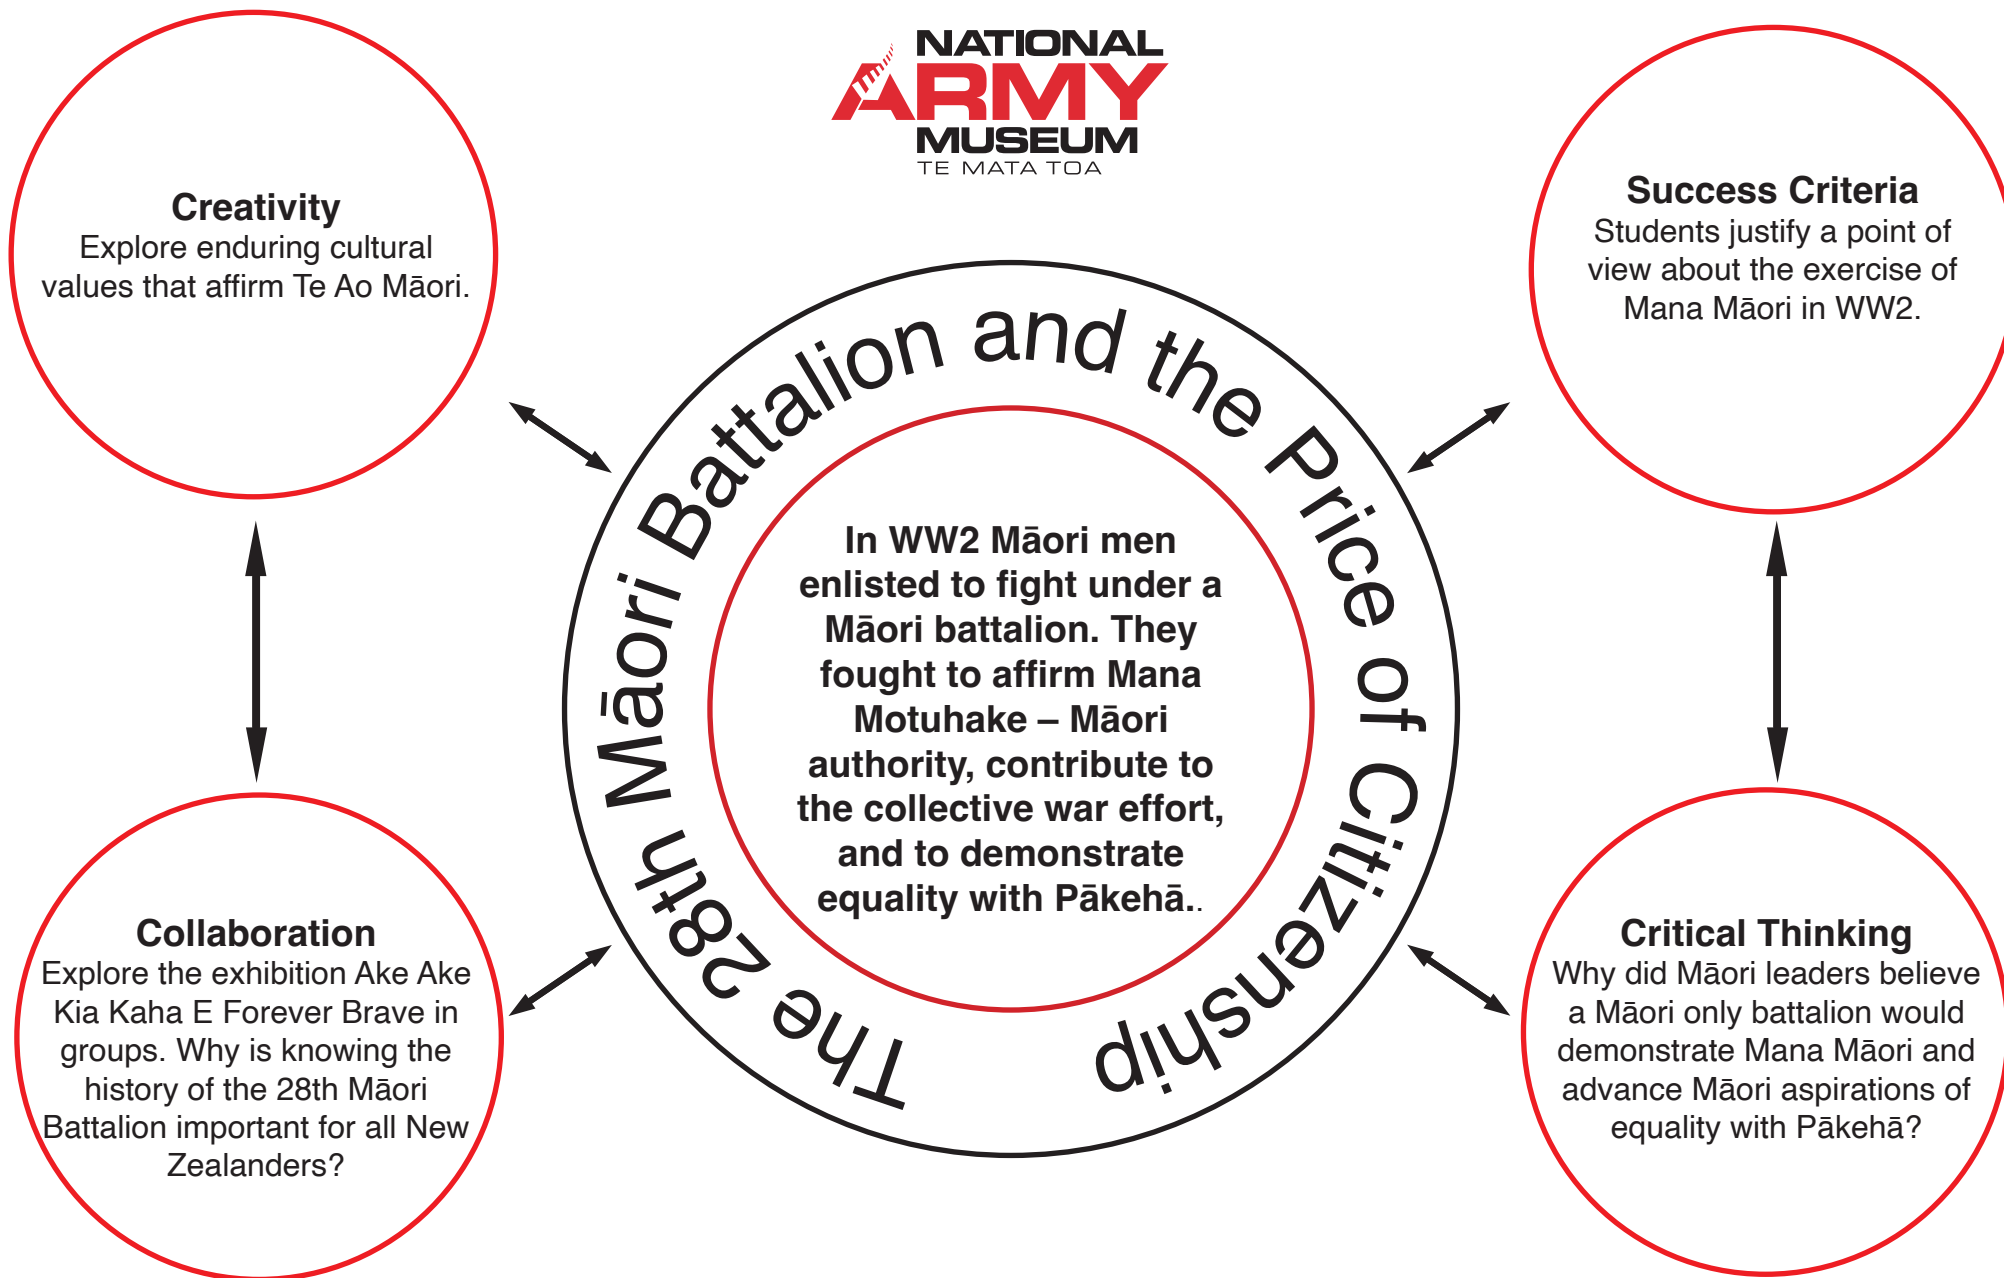 NATIONAL
ARMY
MUSEUM
TE MATA TOA
Creativity
Explore enduring cultural
values that affirm Te Ao Māori.
Success Criteria
Students justify a point of
view about the exercise of
Mana Māori in WW2.
The 28th Māori Battalion and the Price of Citizenship
In WW2 Māori men
enlisted to fight under a
Māori battalion. They
fought to affirm Mana
Motuhake – Māori
authority, contribute to
the collective war effort,
and to demonstrate
equality with Pākehā..
Collaboration
Explore the exhibition Ake Ake
Kia Kaha E Forever Brave in
groups. Why is knowing the
history of the 28th Māori
Battalion important for all New
Zealanders?
Critical Thinking
Why did Māori leaders believe
a Māori only battalion would
demonstrate Mana Māori and
advance Māori aspirations of
equality with Pākehā?